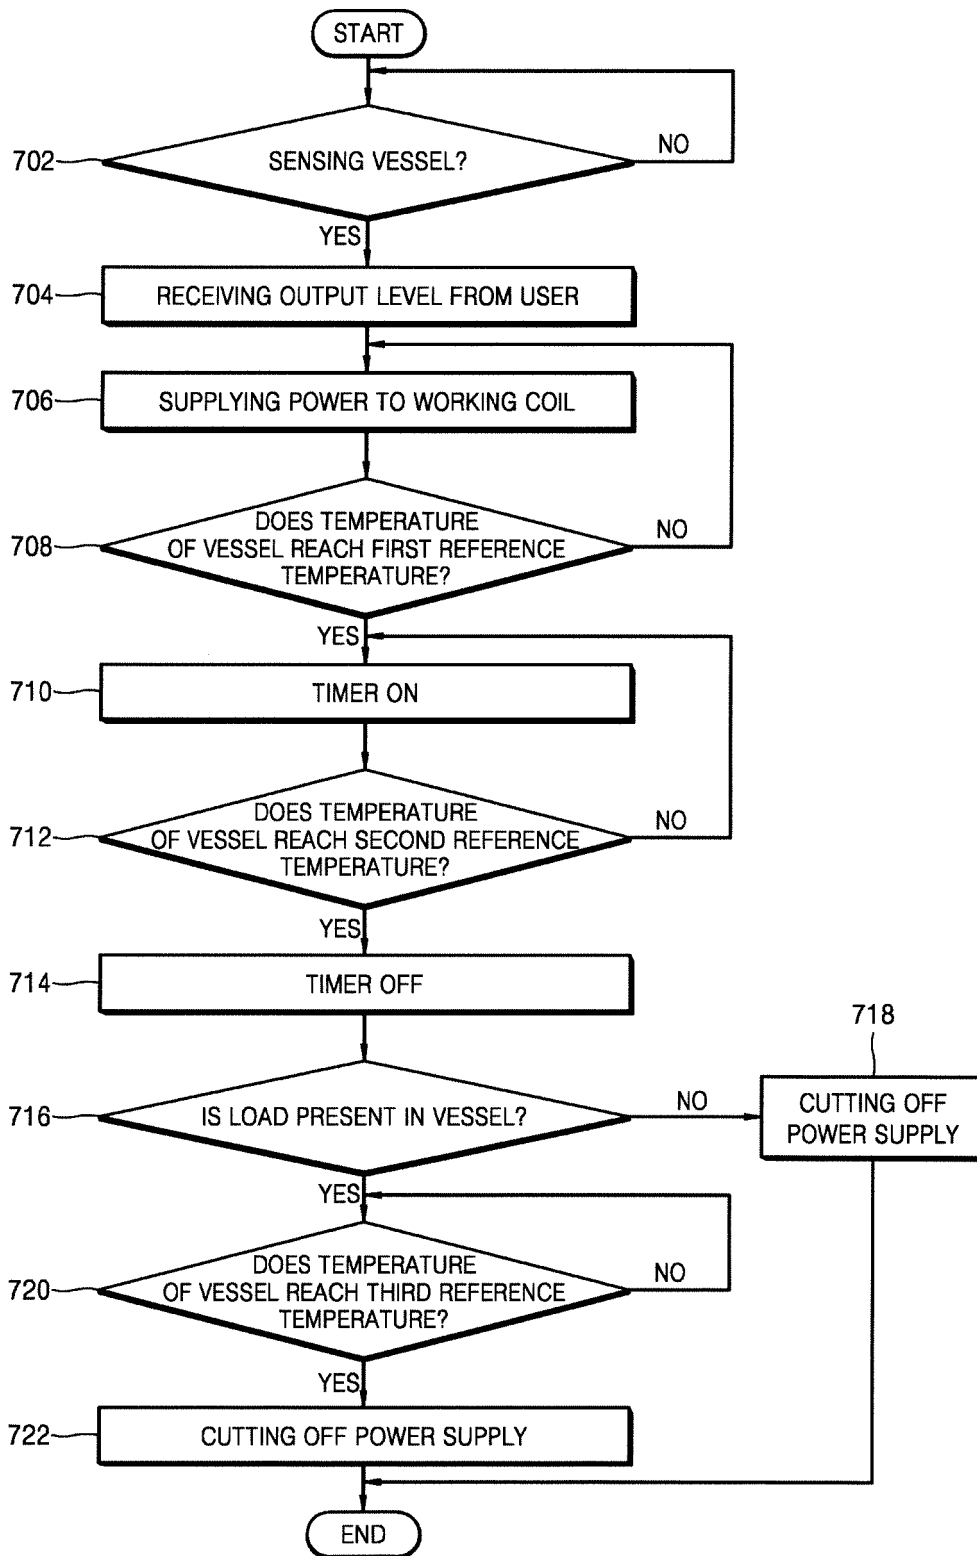 START
702
SENSING VESSEL?
NO
YES
704
RECEIVING OUTPUT LEVEL FROM USER
706
SUPPLYING POWER TO WORKING COIL
708
DOES TEMPERATURE
OF VESSEL REACH FIRST REFERENCE
TEMPERATURE?
NO
YES
710
TIMER ON
712
DOES TEMPERATURE
OF VESSEL REACH SECOND REFERENCE
TEMPERATURE?
NO
YES
714
TIMER OFF
716
IS LOAD PRESENT IN VESSEL?
NO
718
CUTTING OFF
POWER SUPPLY
YES
720
DOES TEMPERATURE
OF VESSEL REACH THIRD REFERENCE
TEMPERATURE?
NO
YES
722
CUTTING OFF POWER SUPPLY
END